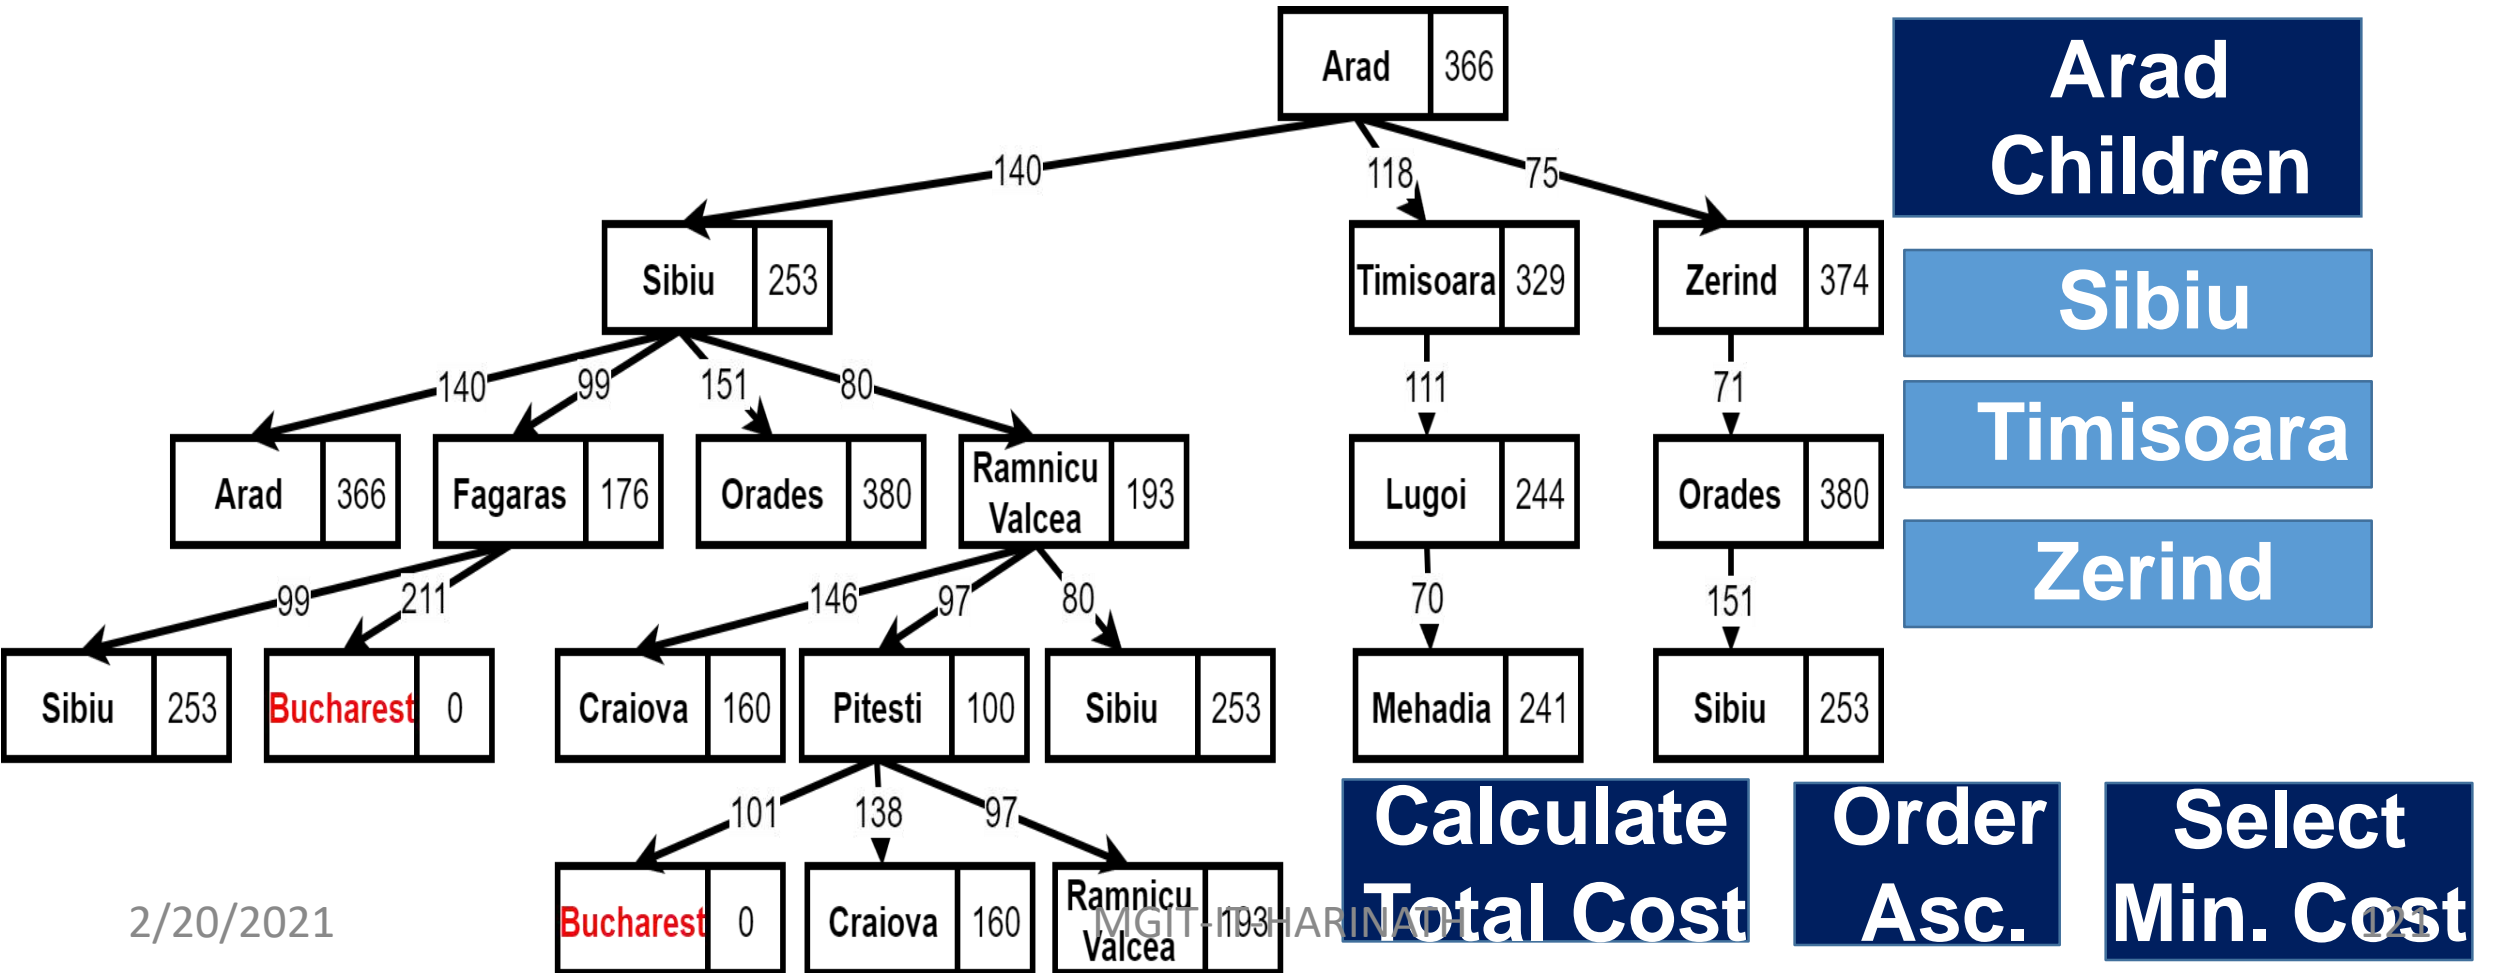 Arad 366
Arad
Children
140 118 75
Sibiu 253 Timisoara 329 Zerind 374
Sibiu
Timisoara
Zerind
140 99 151 80 111 71
Arad 366 Fagaras 176 Orades 380 Ramnicu 193 Lugoi 244 Orades 380
Valcea
99 211 146 97 80 70 151
Sibiu 253 Bucharest 0 Craiova 160 Pitesti 100 Sibiu 253 Mehadia 241 Sibiu 253
101 138 97
Calculate
Total Cost
Order
Asc.
Select
Min. Cost
Bucharest 0 Craiova 160 Ramnicu 193
Valcea
2/20/2021
MGIT-IT-HARINATH
121